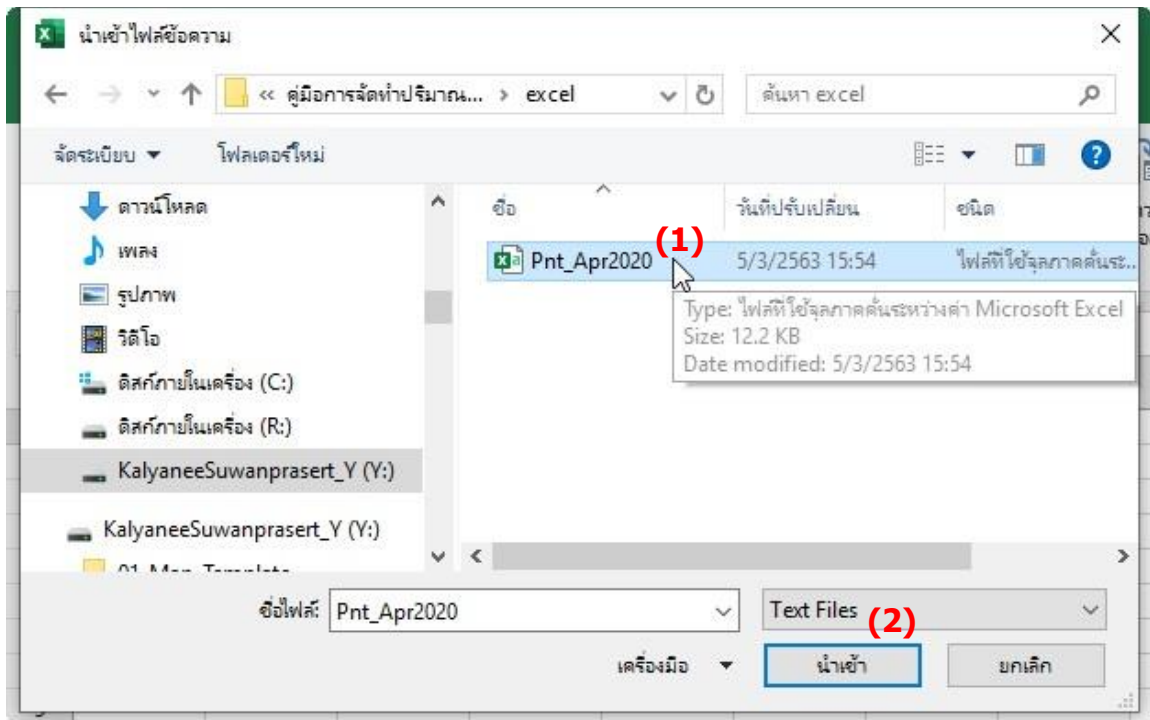 นำเข้าไฟล์ข้อความ
« คู่มือการจัดทำปริมาณ... › excel
ค้นหา excel
จัดระเบียบ
โฟลเดอร์ใหม่
ดาวน์โหลด
เพลง
รูปภาพ
วิดีโอ
ดิสก์ภายในเครื่อง (C:)
ดิสก์ภายในเครื่อง (R:)
KalyaneeSuwanprasert_Y (Y:)
KalyaneeSuwanprasert_Y (Y:)
ชื่อ วันที่ปรับเปลี่ยน ชนิด
(1)
Pnt_Apr2020 5/3/2563 15:54 ไฟล์ที่ใช้จุลภาคคั่นระ...
Type: ไฟล์ที่ใช้จุลภาคคั่นระหว่างค่า Microsoft Excel
Size: 12.2 KB
Date modified: 5/3/2563 15:54
ชื่อไฟล์: Pnt_Apr2020 Text Files
(2)
เครื่องมือ นำเข้า ยกเลิก